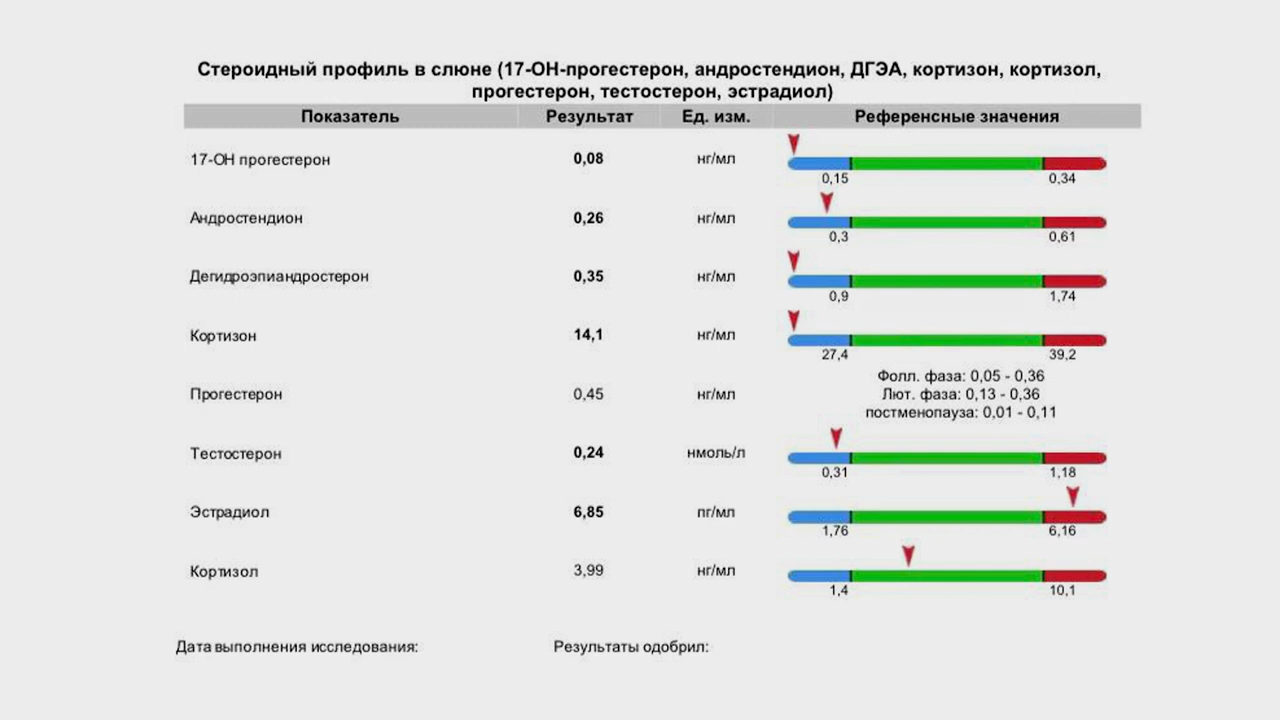 Стероидный профиль в слюне (17-ОН-прогестерон, андростендион, ДГЭА, кортизон, кортизол,
прогестерон, тестостерон, эстрадиол)
Показатель Результат Ед. изм. Референсные значения
17-ОН прогестерон 0,08 нг/мл
0,15 0,34
Андростендион 0,26 нг/мл
0,3 0,61
Дегидроэпиандростерон 0,35 нг/мл
0,9 1,74
Кортизон 14,1 нг/мл
27,4 39,2
Фолл. фаза: 0,05 - 0,36
Прогестерон 0,45 нг/мл Лют. фаза: 0,13 - 0,36
постменопауза: 0,01 - 0,11
Тестостерон 0,24 нмоль/л
0,31 1,18
Эстрадиол 6,85 пг/мл
1,76 6,16
Кортизол 3,99 нг/мл
1,4 10,1
Дата выполнения исследования: Результаты одобрил: